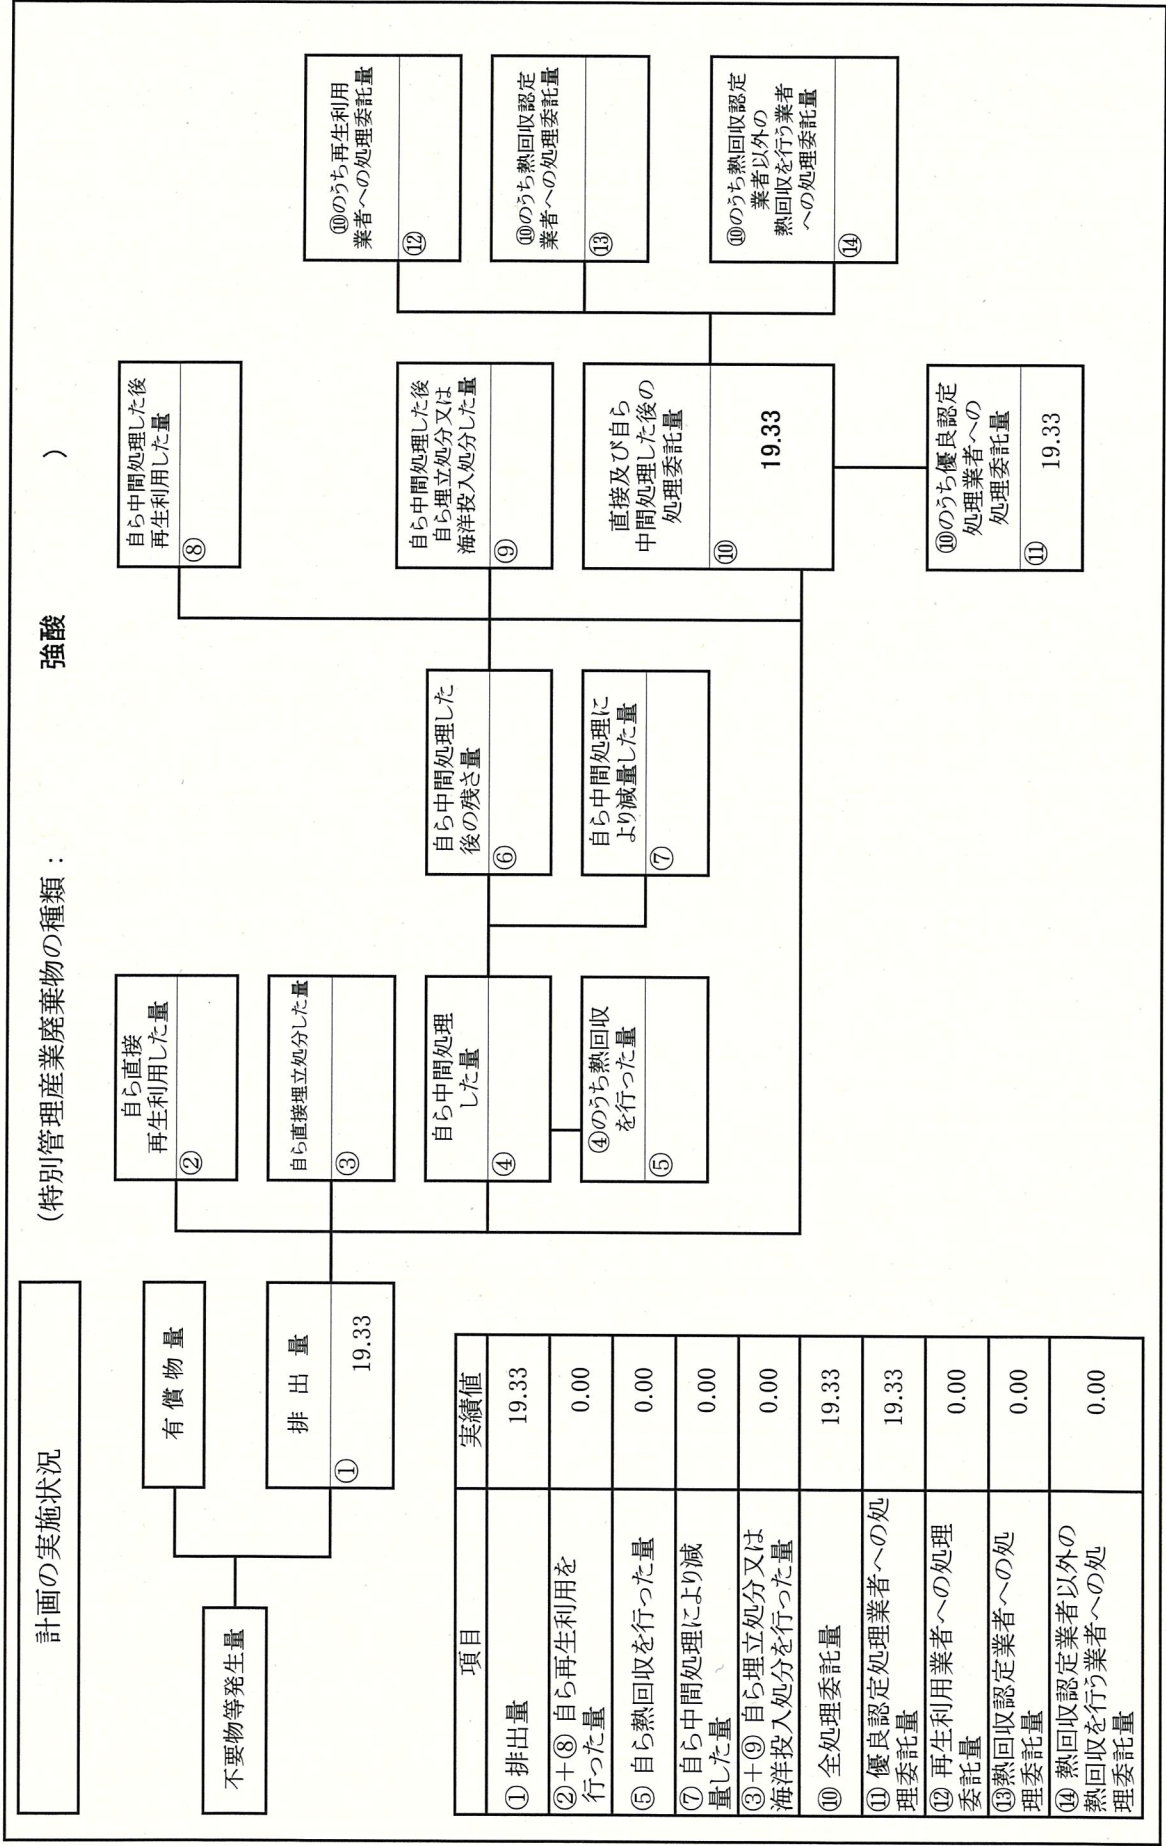 計画の実施状況
(特別管理産業廃棄物の種類： 強酸 )
不要物等発生量
有償物量
排出量
①
19.33
自ら直接
再生利用した量
②
自ら直接埋立処分した量
③
自ら中間処理
した量
④
④のうち熱回収
を行った量
⑤
自ら中間処理した
後の残さ量
⑥
自ら中間処理に
より減量した量
⑦
自ら中間処理した後
再生利用した量
⑧
自ら中間処理した後
自ら埋立処分又は
海洋投入処分した量
⑨
直接及び自ら
中間処理した後の
処理委託量
⑩
19.33
⑩のうち優良認定
処理業者への
処理委託量
⑪
19.33
⑩のうち再生利用
業者への処理委託量
⑫
⑩のうち熱回収認定
業者への処理委託量
⑬
⑩のうち熱回収認定
業者以外の
熱回収を行う業者
への処理委託量
⑭
項目 実績値
① 排出量 19.33
②＋⑧ 自ら再生利用を
行った量 0.00
⑤ 自ら熱回収を行った量 0.00
⑦ 自ら中間処理により減
量した量 0.00
③＋⑨ 自ら埋立処分又は
海洋投入処分を行った量 0.00
⑩ 全処理委託量 19.33
⑪ 優良認定処理業者への処
理委託量 19.33
⑫ 再生利用業者への処理
委託量 0.00
⑬熱回収認定業者への処
理委託量 0.00
⑭ 熱回収認定業者以外の
熱回収を行う業者への処
理委託量 0.00